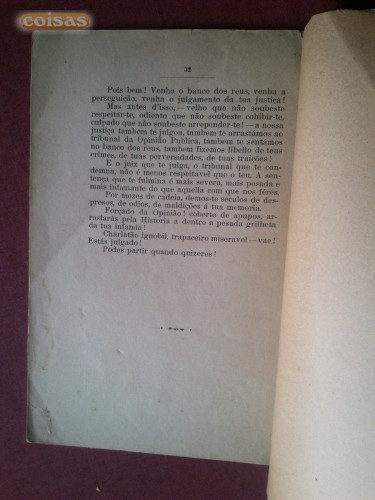 coisas
32
Pois bem! Venha o banco dos reus, venha a
perseguição, venha o julgamento da tua justiça!
Mas antes d'isso, — velho que não soubeste
respeitar-te, odiento que não soubeste cohibir-te,
culpado que não soubeste arrepender-te! — a nossa
justiça tambem te julgou, tambem te arrastámos ao
tribunal da Opinião Publica, tambem te sentámos
no banco dos reus, tambem fizemos libello de teus
crimes, de tuas perversidades, de tuas traições!
E o juiz que te julga, o tribunal que te con-
demna, não é menos respeitavel o teu. A sen-
tença que te fulmina é mais severa, mais pesada e
mais infamante do que aquella com que nos féres.
Por mezes de cadeia, demos-te seculos de des-
presos, de odios, de maldições á tua memoria.
Forçado da Opinião! coberto de apupos, ar-
rastarás pela Historia a dentro a pesada grilheta
da tua infamia!
Charlatão ignobil, trapaceiro miseravel — vae!
Estás julgado!
Podes partir quando quizeres!